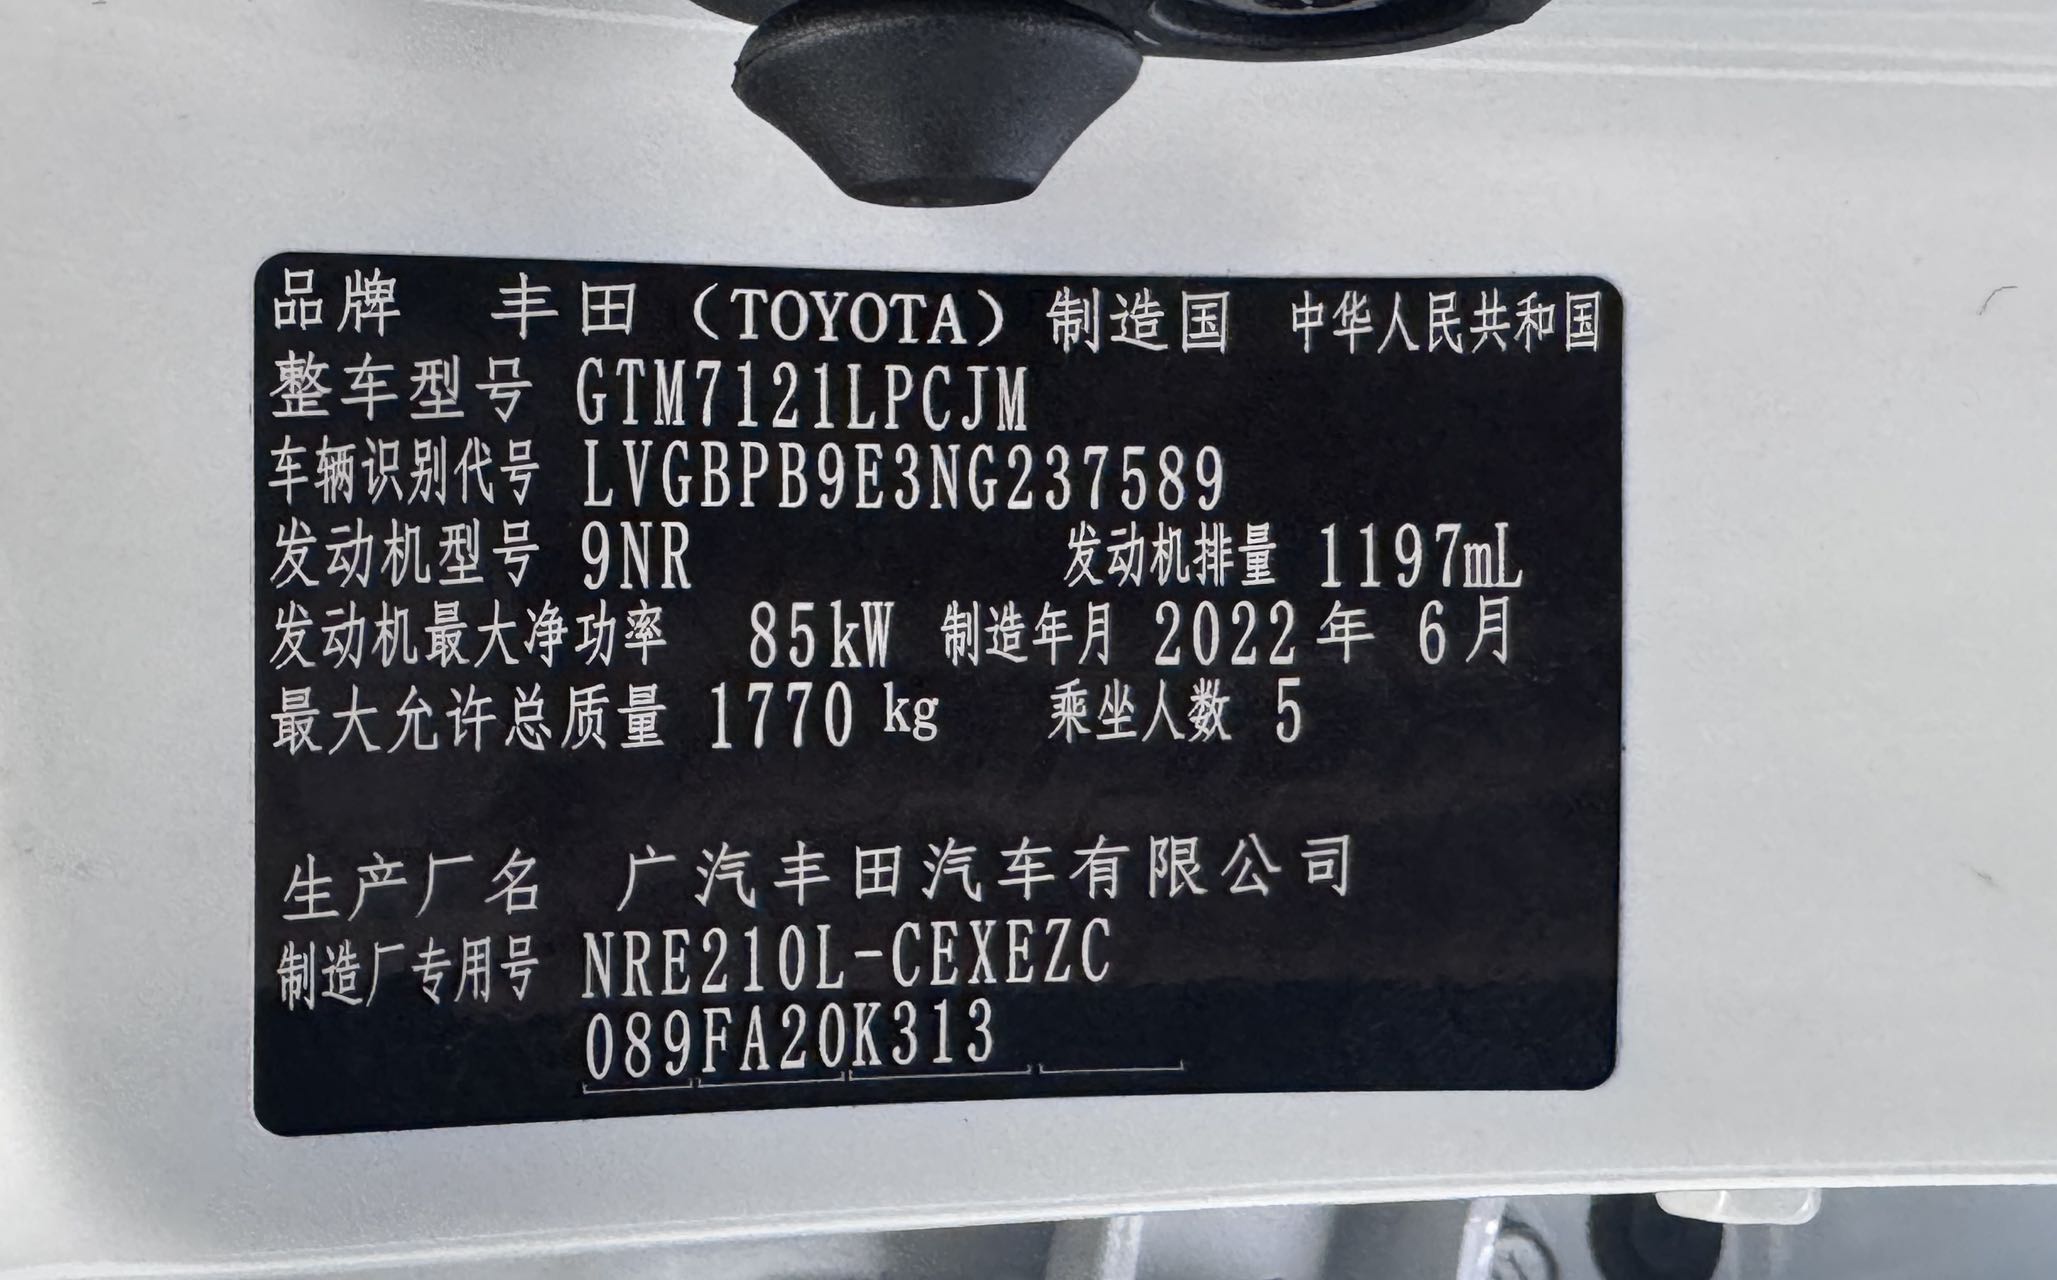 品牌 丰田（TOYOTA）制造国 中华人民共和国
整车型号 GTM7121LPCJM
车辆识别代号 LVGBPB9E3NG237589
发动机型号 9NR 发动机排量 1197mL
发动机最大净功率 85kW 制造年月 2022年 6月
最大允许总质量 1770 kg 乘坐人数 5
生产厂名 广汽丰田汽车有限公司
制造厂专用号 NRE210L-CEXEZC
089FA20K313